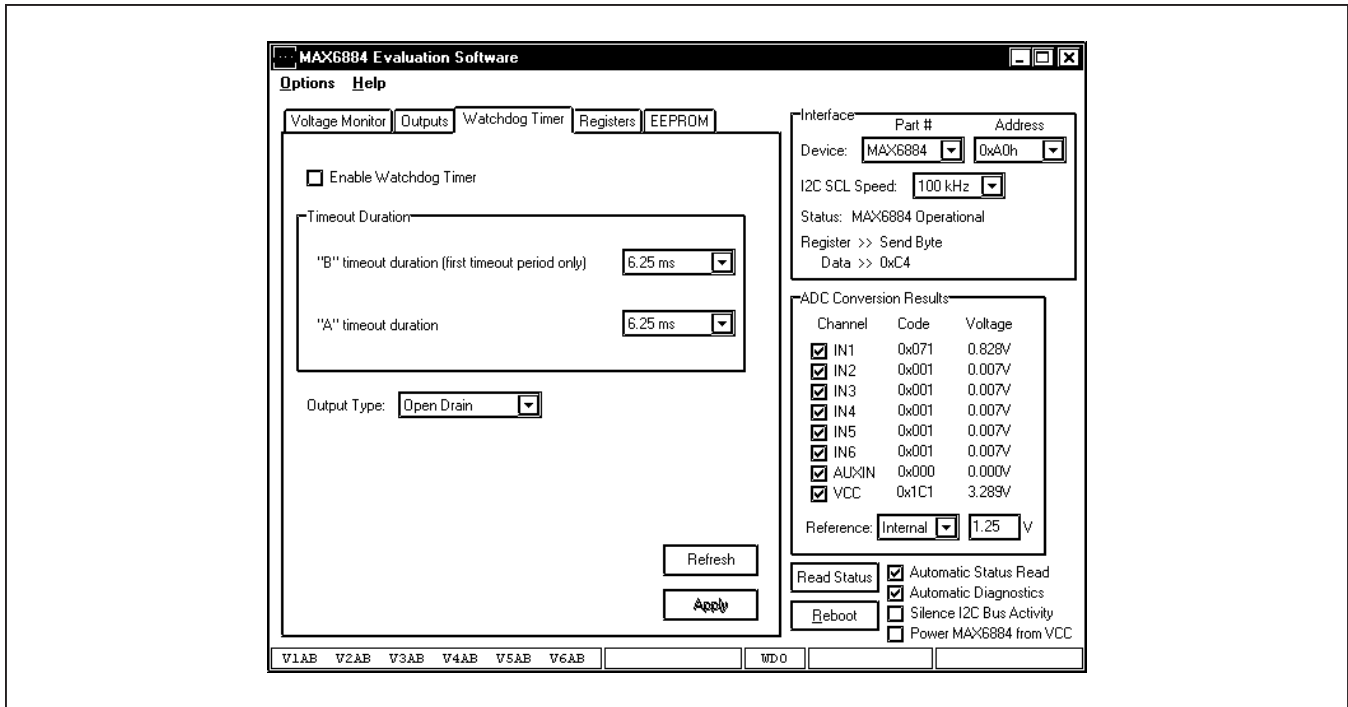 MAX6884 Evaluation Software
Options Help
Voltage Monitor Outputs Watchdog Timer Registers EEPROM
Enable Watchdog Timer
Timeout Duration
"B" timeout duration (first timeout period only) 6.25 ms
"A" timeout duration 6.25 ms
Output Type: Open Drain
Refresh
Apply
Interface
Part # Address
Device: MAX6884 0xA0h
I2C SCL Speed: 100 kHz
Status: MAX6884 Operational
Register >> Send Byte
Data >> 0xC4
ADC Conversion Results
Channel Code Voltage
IN1 0x071 0.828V
IN2 0x001 0.007V
IN3 0x001 0.007V
IN4 0x001 0.007V
IN5 0x001 0.007V
IN6 0x001 0.007V
AUXIN 0x000 0.000V
VCC 0x1C1 3.289V
Reference: Internal 1.25 V
Read Status
Reboot
Automatic Status Read
Automatic Diagnostics
Silence I2C Bus Activity
Power MAX6884 from VCC
V1AB V2AB V3AB V4AB V5AB V6AB WDO